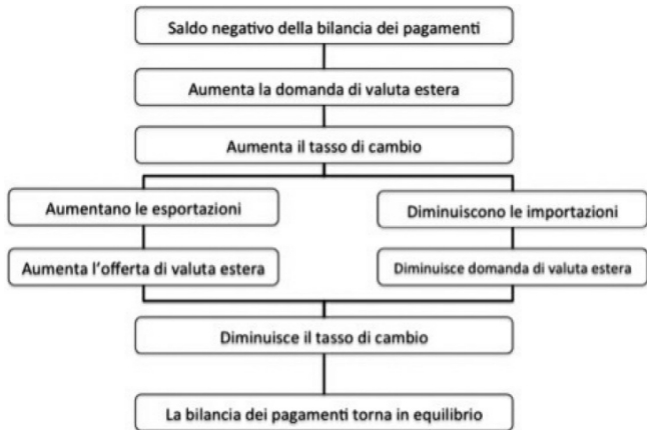 Saldo negativo della bilancia dei pagamenti
Aumenta la domanda di valuta estera
Aumenta il tasso di cambio
Aumentano le esportazioni
Diminuiscono le importazioni
Aumenta l'offerta di valuta estera
Diminuisce domanda di valuta estera
Diminuisce il tasso di cambio
La bilancia dei pagamenti torna in equilibrio